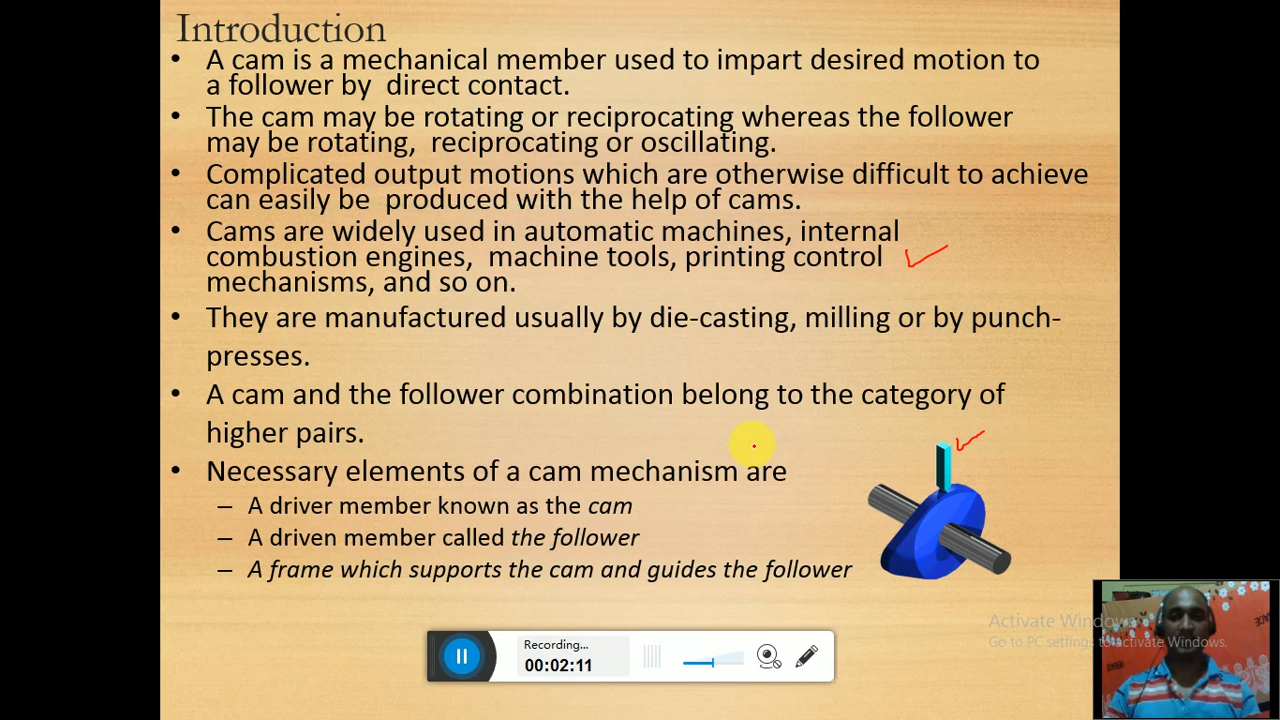 Introduction
• A cam is a mechanical member used to impart desired motion to
a follower by direct contact.
• The cam may be rotating or reciprocating whereas the follower
may be rotating, reciprocating or oscillating.
• Complicated output motions which are otherwise difficult to achieve
can easily be produced with the help of cams.
• Cams are widely used in automatic machines, internal
combustion engines, machine tools, printing control
mechanisms, and so on.
• They are manufactured usually by die-casting, milling or by punch-
presses.
• A cam and the follower combination belong to the category of
higher pairs.
• Necessary elements of a cam mechanism are
– A driver member known as the cam
– A driven member called the follower
– A frame which supports the cam and guides the follower
Activate Windows
Go to PC settings to activate Windows.
Recording...
00:02:11